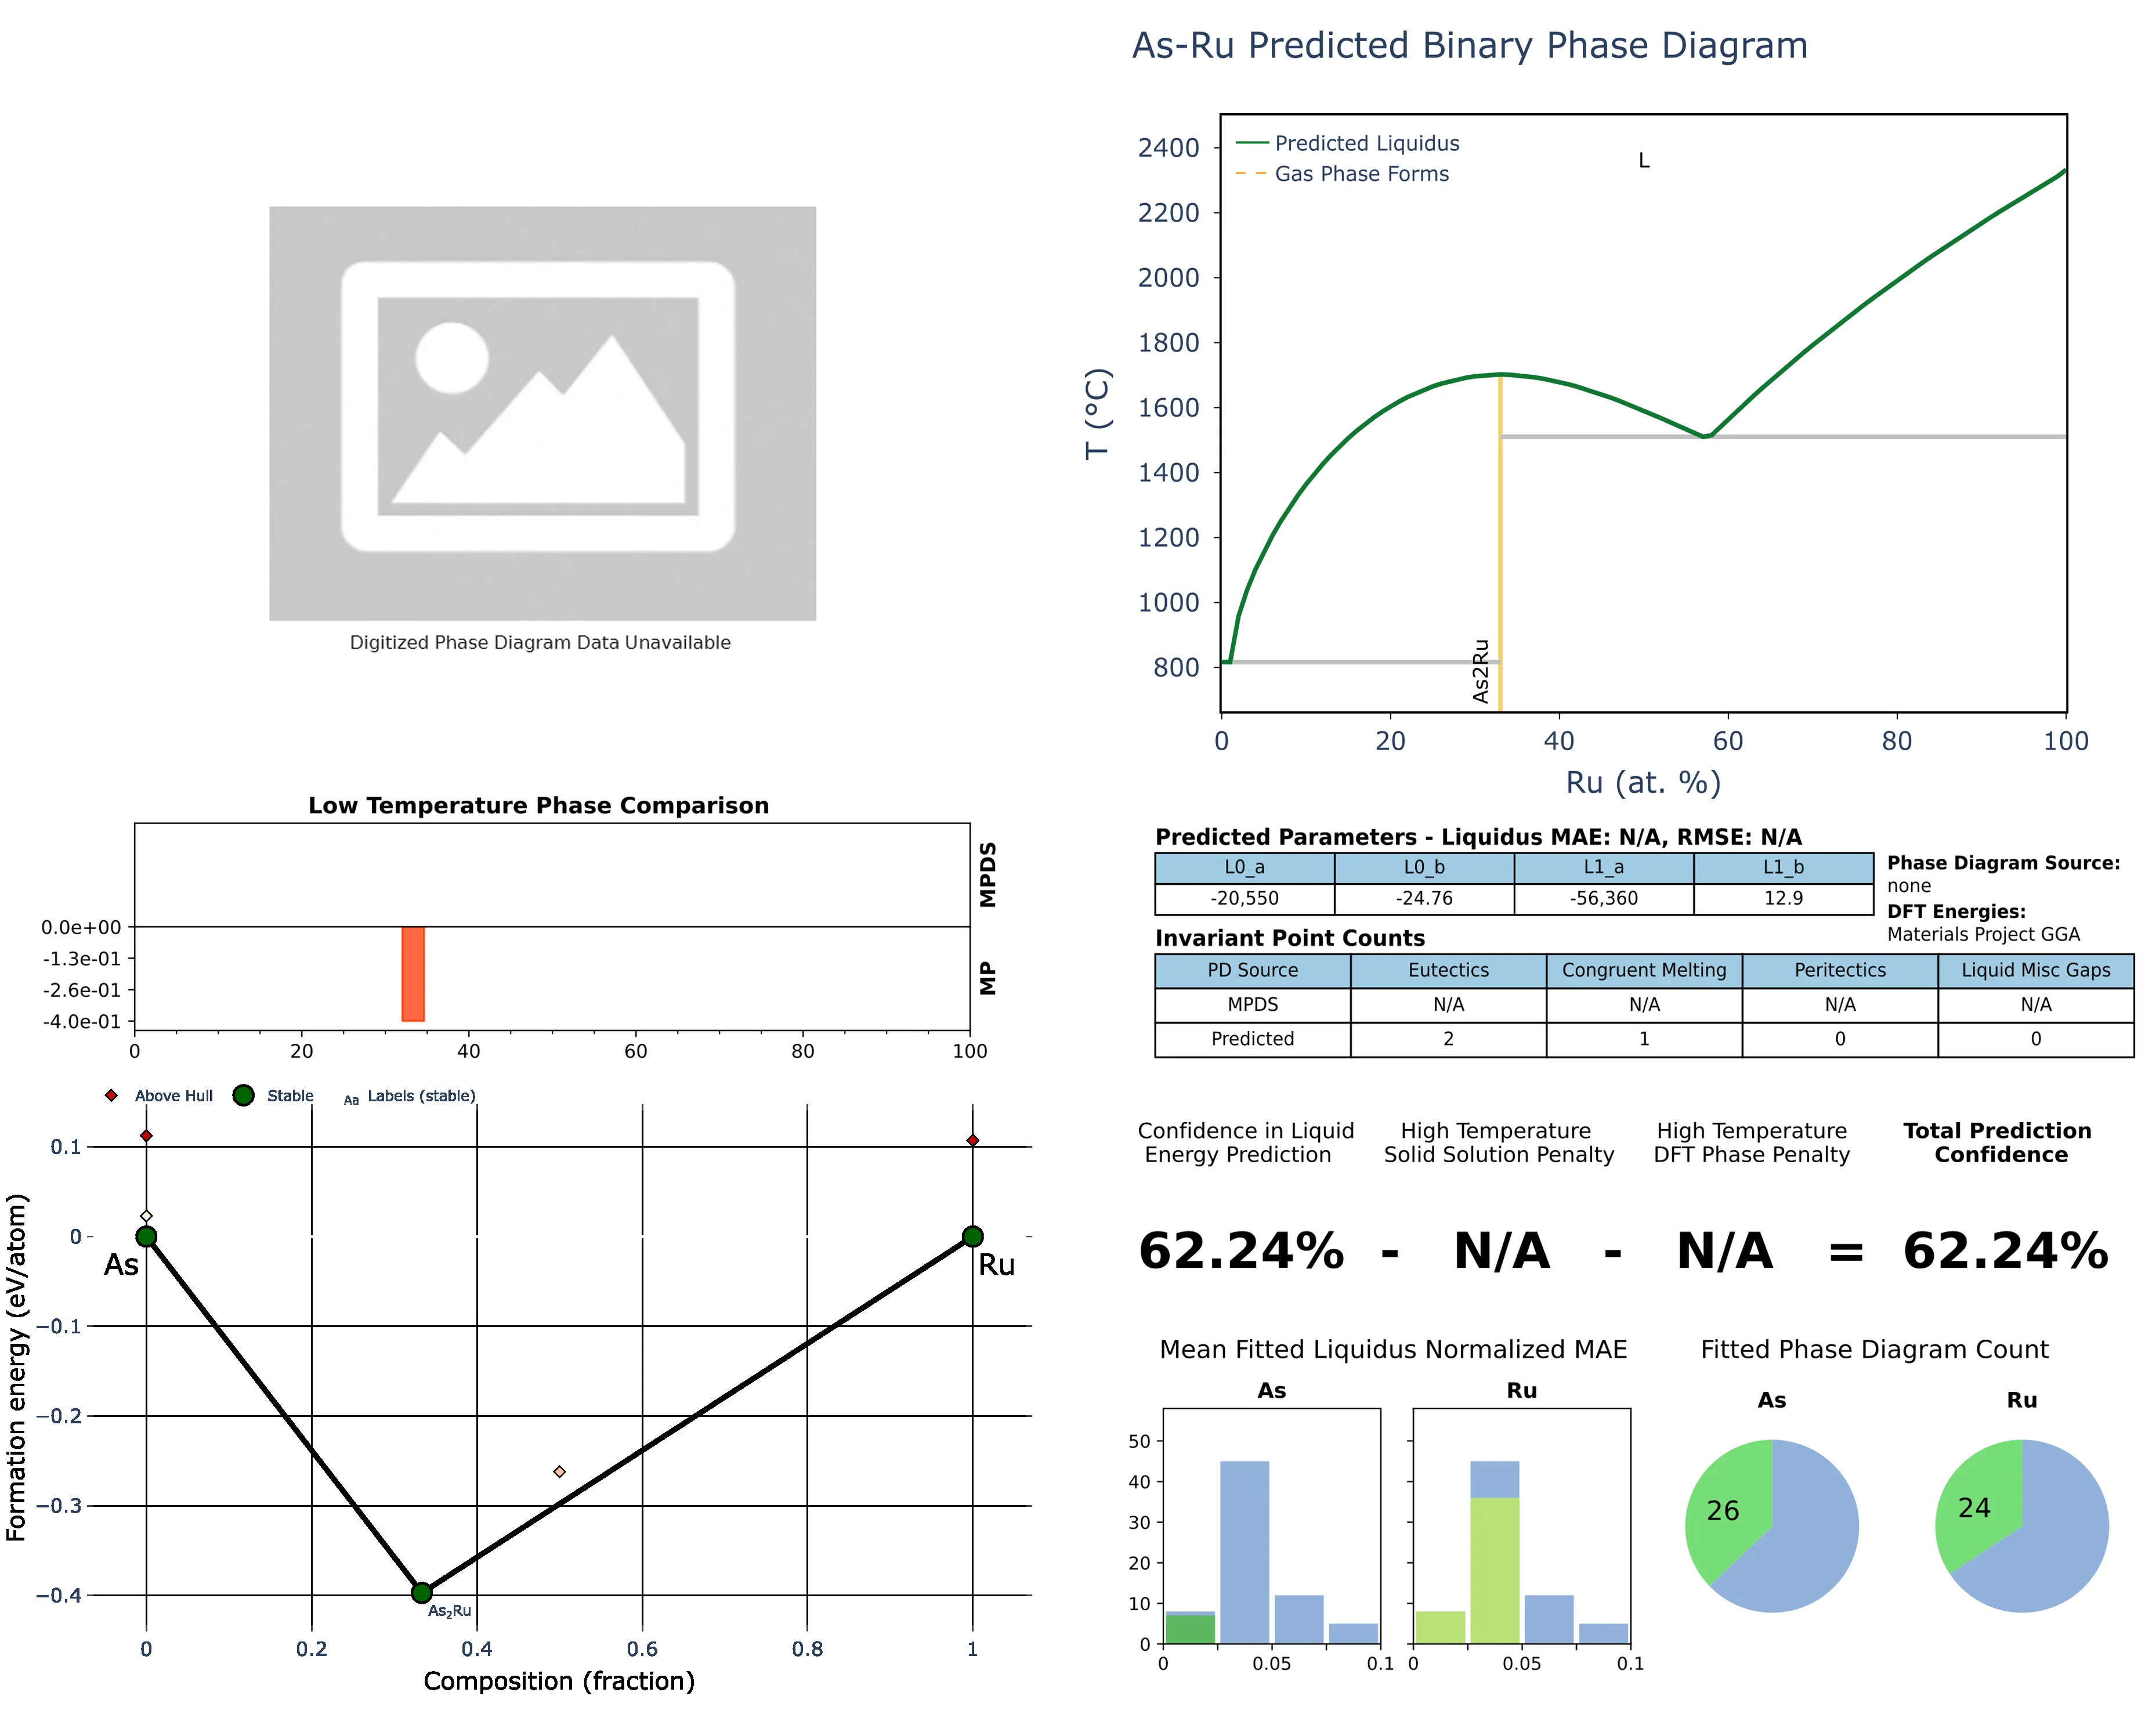 As-Ru Predicted Binary Phase Diagram
Digitized Phase Diagram Data Unavailable
Predicted Liquidus
Gas Phase Forms
L
As2Ru
2400
2200
2000
1800
1600
1400
1200
1000
800
T (°C)
0 20 40 60 80 100
Ru (at. %)
Low Temperature Phase Comparison
MPDS
MP
0.0e+00
-1.3e-01
-2.6e-01
-4.0e-01
0 20 40 60 80 100
Predicted Parameters - Liquidus MAE: N/A, RMSE: N/A
L0_a L0_b L1_a L1_b
-20,550 -24.76 -56,360 12.9
Phase Diagram Source:
none
DFT Energies:
Materials Project GGA
Invariant Point Counts
PD Source Eutectics Congruent Melting Peritectics Liquid Misc Gaps
MPDS N/A N/A N/A N/A
Predicted 2 1 0 0
Above Hull Stable Aa Labels (stable)
0.1
0
−0.1
−0.2
−0.3
−0.4
Formation energy (eV/atom)
As
Ru
As₂Ru
0 0.2 0.4 0.6 0.8 1
Composition (fraction)
Confidence in Liquid
Energy Prediction
High Temperature
Solid Solution Penalty
High Temperature
DFT Phase Penalty
Total Prediction
Confidence
62.24% - N/A - N/A = 62.24%
Mean Fitted Liquidus Normalized MAE
As
Ru
50
40
30
20
10
0
0 0.05 0.1
0 0.05 0.1
Fitted Phase Diagram Count
As
26
Ru
24